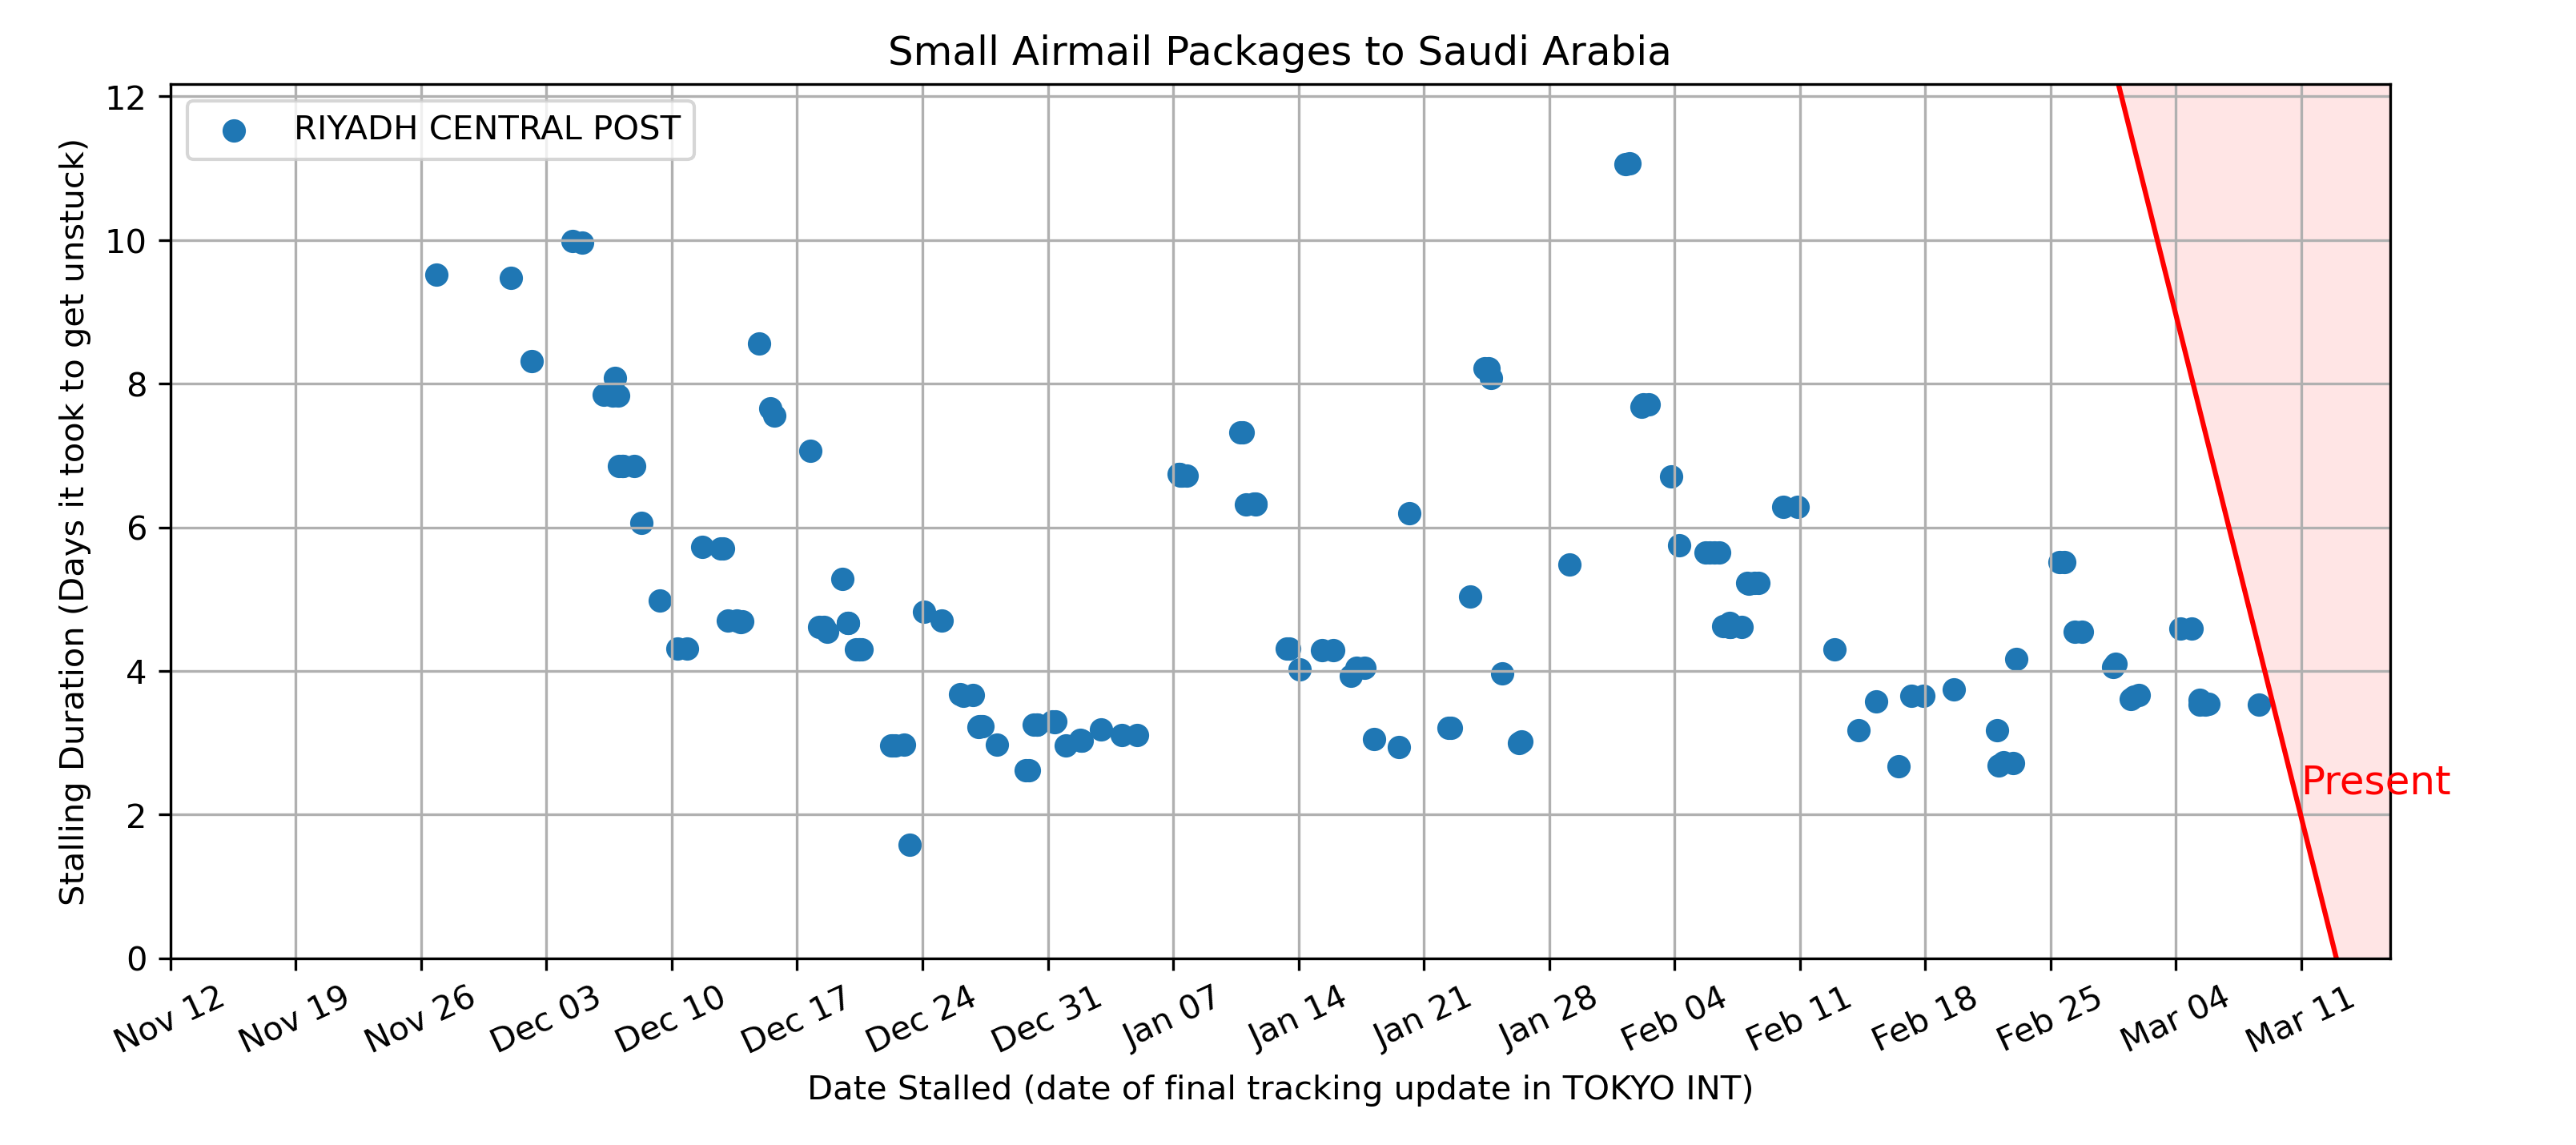 Small Airmail Packages to Saudi Arabia
RIYADH CENTRAL POST
Stalling Duration (Days it took to get unstuck)
12
10
8
6
4
2
0
Present
Nov 12
Nov 19
Nov 26
Dec 03
Dec 10
Dec 17
Dec 24
Dec 31
Jan 07
Jan 14
Jan 21
Jan 28
Feb 04
Feb 11
Feb 18
Feb 25
Mar 04
Mar 11
Date Stalled (date of final tracking update in TOKYO INT)